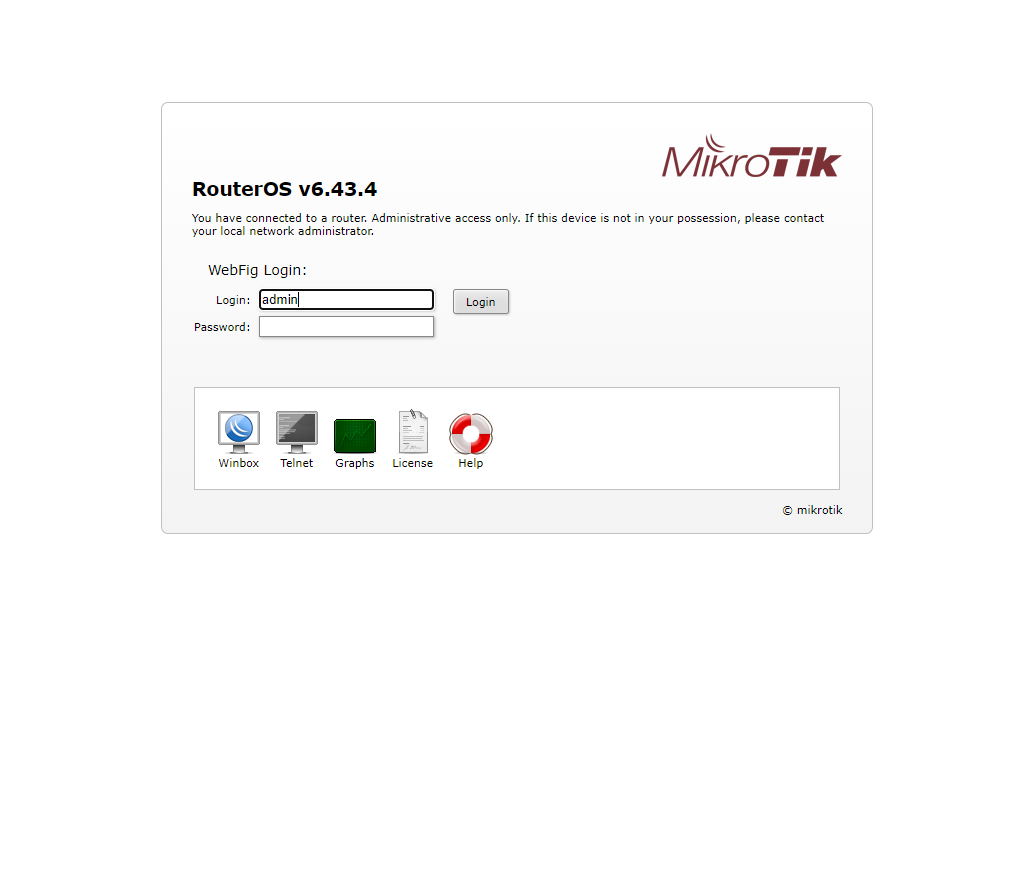 MikroTik
RouterOS v6.43.4
You have connected to a router. Administrative access only. If this device is not in your possession, please contact
your local network administrator.
WebFig Login:
Login: admin Login
Password:
Winbox Telnet Graphs License Help
© mikrotik